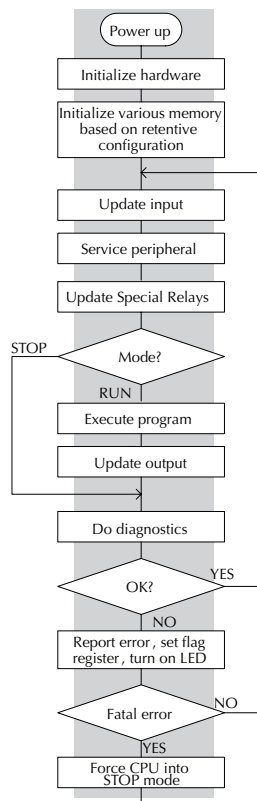 Power up
Initialize hardware
Initialize various memory
based on retentive
configuration
Update input
Service peripheral
Update Special Relays
STOP
Mode?
RUN
Execute program
Update output
Do diagnostics
YES
OK?
NO
Report error, set flag
register, turn on LED
NO
Fatal error
YES
Force CPU into
STOP mode